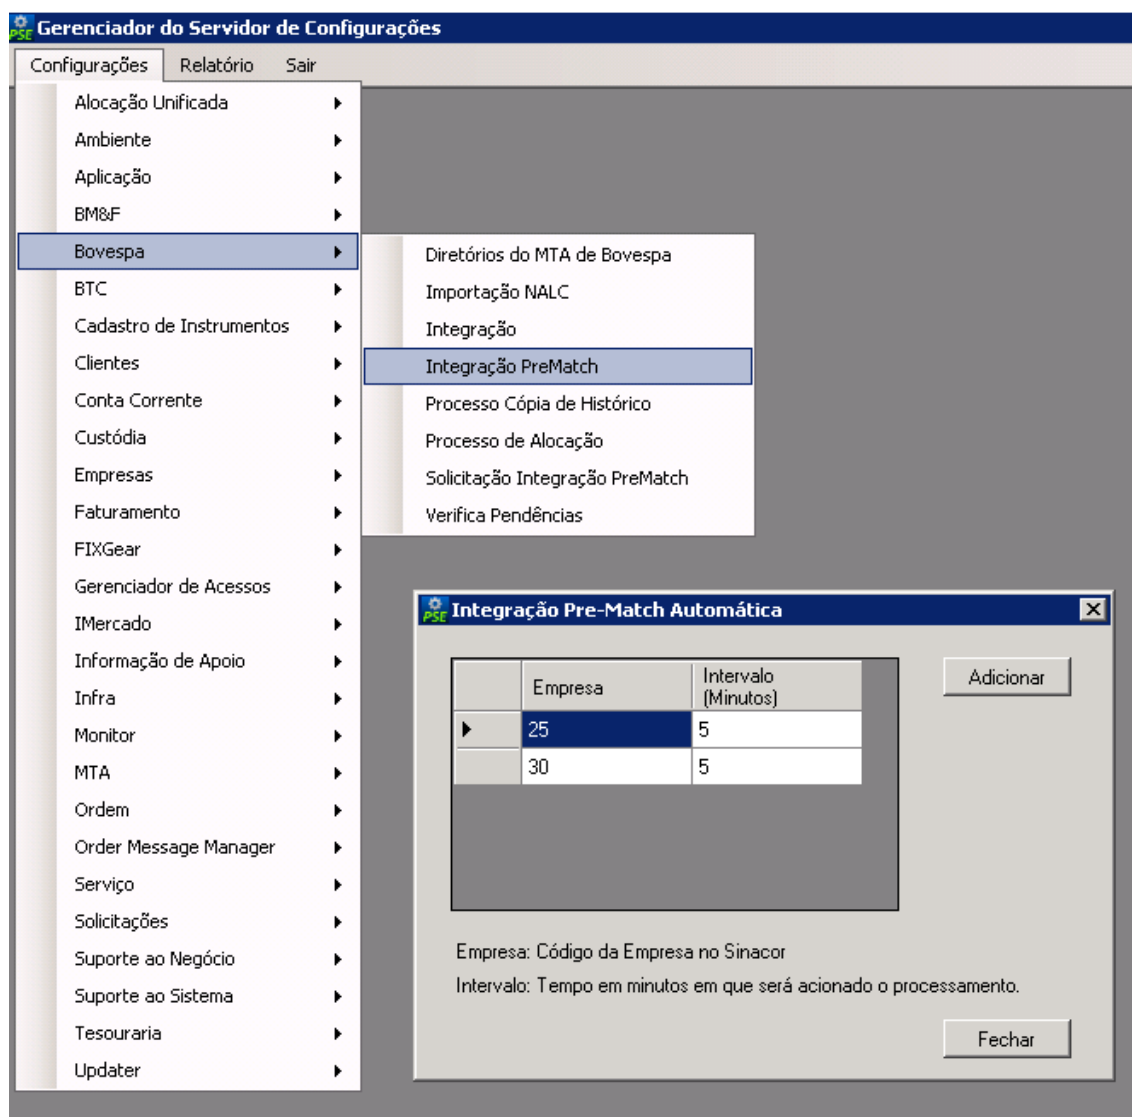 PSE Gerenciador do Servidor de Configurações
Configurações Relatório Sair
Alocação Unificada
Ambiente
Aplicação
BM&F
Bovespa
BTC
Cadastro de Instrumentos
Clientes
Conta Corrente
Custódia
Empresas
Faturamento
FIXGear
Gerenciador de Acessos
IMercado
Informação de Apoio
Infra
Monitor
MTA
Ordem
Order Message Manager
Serviço
Solicitações
Suporte ao Negócio
Suporte ao Sistema
Tesouraria
Updater
Diretórios do MTA de Bovespa
Importação NALC
Integração
Integração PreMatch
Processo Cópia de Histórico
Processo de Alocação
Solicitação Integração PreMatch
Verifica Pendências
PSE Integração Pre-Match Automática
Empresa Intervalo (Minutos)
25 5
30 5
Adicionar
Empresa: Código da Empresa no Sinacor
Intervalo: Tempo em minutos em que será acionado o processamento.
Fechar